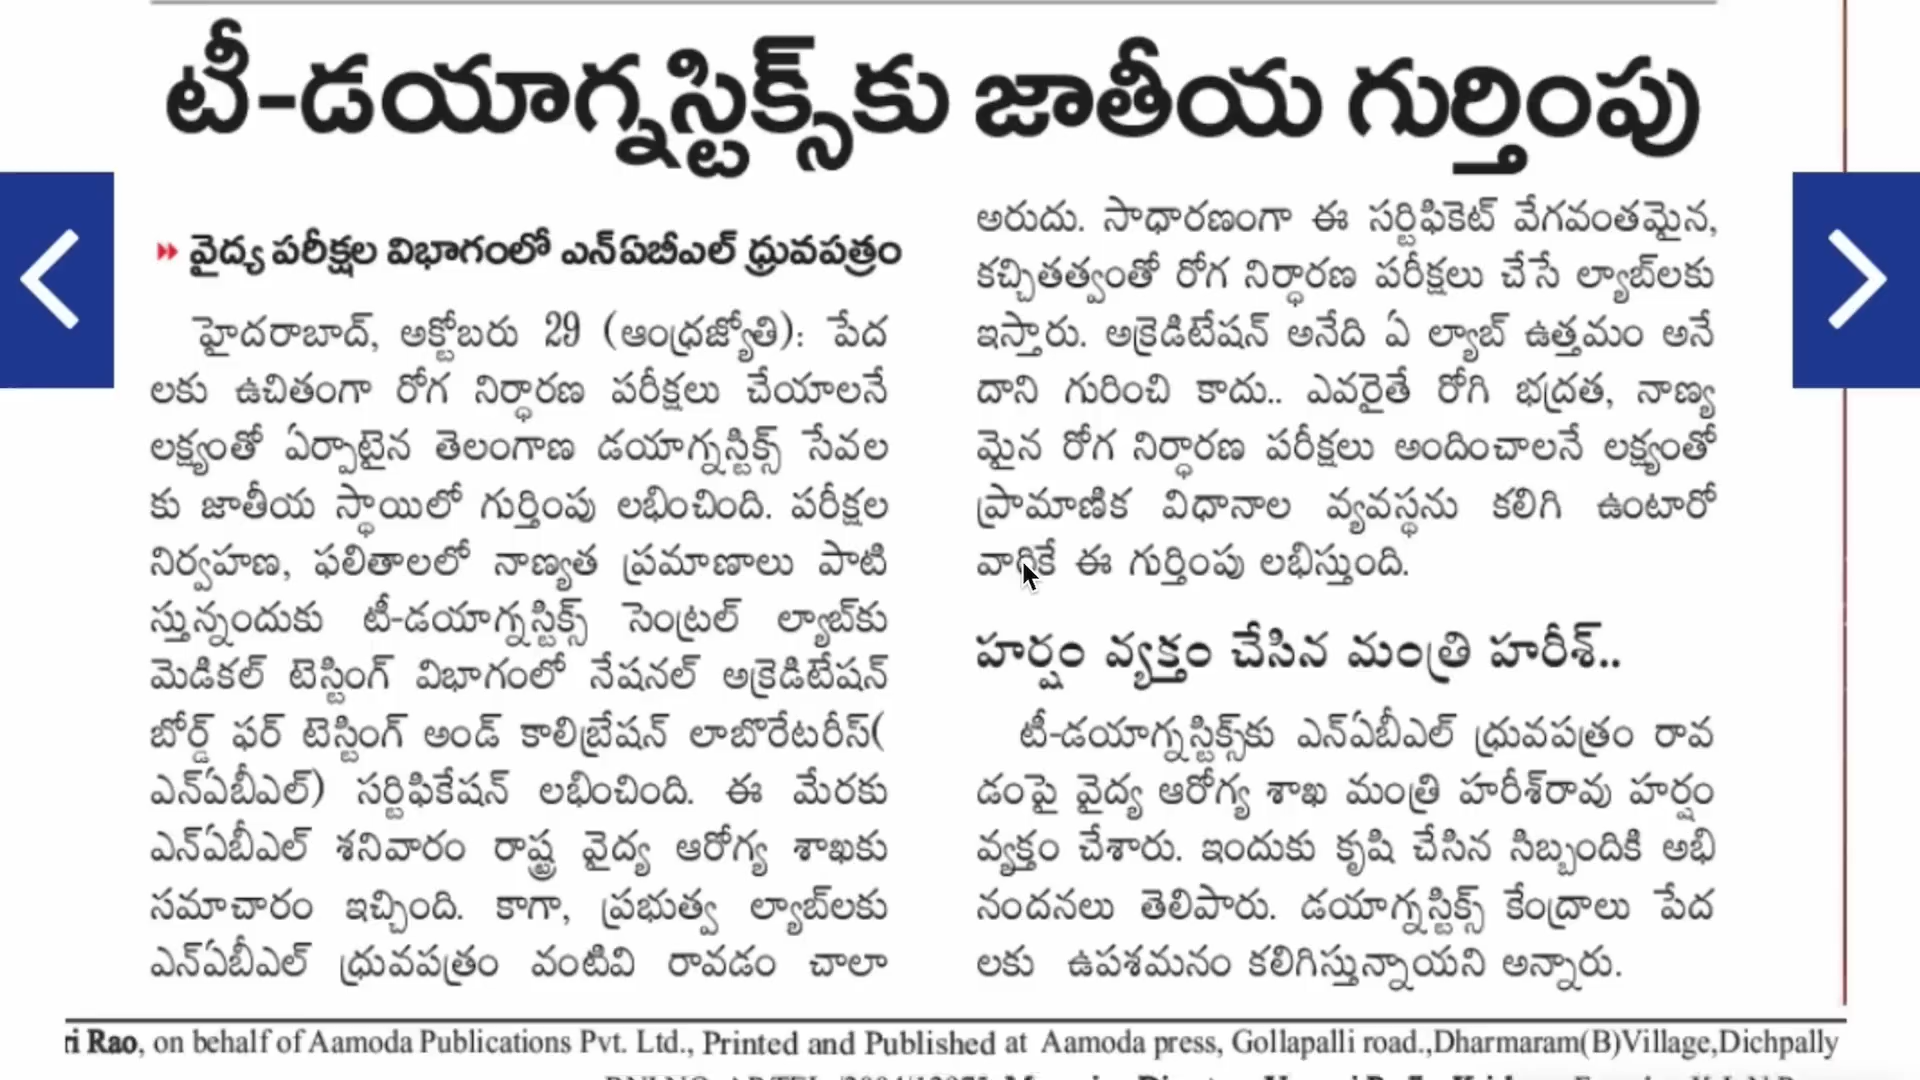 టీ-డయాగ్నస్టిక్స్‌కు జాతీయ గుర్తింపు
వైద్య పరీక్షల విభాగంలో ఎన్ఏబీఎల్ ధ్రువపత్రం
హైదరాబాద్, అక్టోబరు 29 (ఆంధ్రజ్యోతి): పేద
లకు ఉచితంగా రోగ నిర్ధారణ పరీక్షలు చేయాలనే
లక్ష్యంతో ఏర్పాటైన తెలంగాణ డయాగ్నస్టిక్స్ సేవల
కు జాతీయ స్థాయిలో గుర్తింపు లభించింది. పరీక్షల
నిర్వహణ, ఫలితాలలో నాణ్యత ప్రమాణాలు పాటి
స్తున్నందుకు టీ-డయాగ్నస్టిక్స్ సెంట్రల్ ల్యాబ్‌కు
మెడికల్ టెస్టింగ్ విభాగంలో నేషనల్ అక్రెడిటేషన్
బోర్డ్ ఫర్ టెస్టింగ్ అండ్ కాలిబ్రేషన్ లాబొరేటరీస్(
ఎన్ఏబీఎల్) సర్టిఫికేషన్ లభించింది. ఈ మేరకు
ఎన్ఏబీఎల్ శనివారం రాష్ట్ర వైద్య ఆరోగ్య శాఖకు
సమాచారం ఇచ్చింది. కాగా, ప్రభుత్వ ల్యాబ్‌లకు
ఎన్ఏబీఎల్ ధ్రువపత్రం వంటివి రావడం చాలా
అరుదు. సాధారణంగా ఈ సర్టిఫికెట్ వేగవంతమైన,
కచ్చితత్వంతో రోగ నిర్ధారణ పరీక్షలు చేసే ల్యాబ్‌లకు
ఇస్తారు. అక్రెడిటేషన్ అనేది ఏ ల్యాబ్ ఉత్తమం అనే
దాని గురించి కాదు.. ఎవరైతే రోగి భద్రత, నాణ్య
మైన రోగ నిర్ధారణ పరీక్షలు అందించాలనే లక్ష్యంతో
ప్రామాణిక విధానాల వ్యవస్థను కలిగి ఉంటారో
వారికే ఈ గుర్తింపు లభిస్తుంది.
హర్షం వ్యక్తం చేసిన మంత్రి హరీశ్..
టీ-డయాగ్నస్టిక్స్‌కు ఎన్ఏబీఎల్ ధ్రువపత్రం రావ
డంపై వైద్య ఆరోగ్య శాఖ మంత్రి హరీశ్‌రావు హర్షం
వ్యక్తం చేశారు. ఇందుకు కృషి చేసిన సిబ్బందికి అభి
నందనలు తెలిపారు. డయాగ్నస్టిక్స్ కేంద్రాలు పేద
లకు ఉపశమనం కలిగిస్తున్నాయని అన్నారు.
ri Rao, on behalf of Aamoda Publications Pvt. Ltd., Printed and Published at Aamoda press, Gollapalli road.,Dharmaram(B)Village,Dichpally